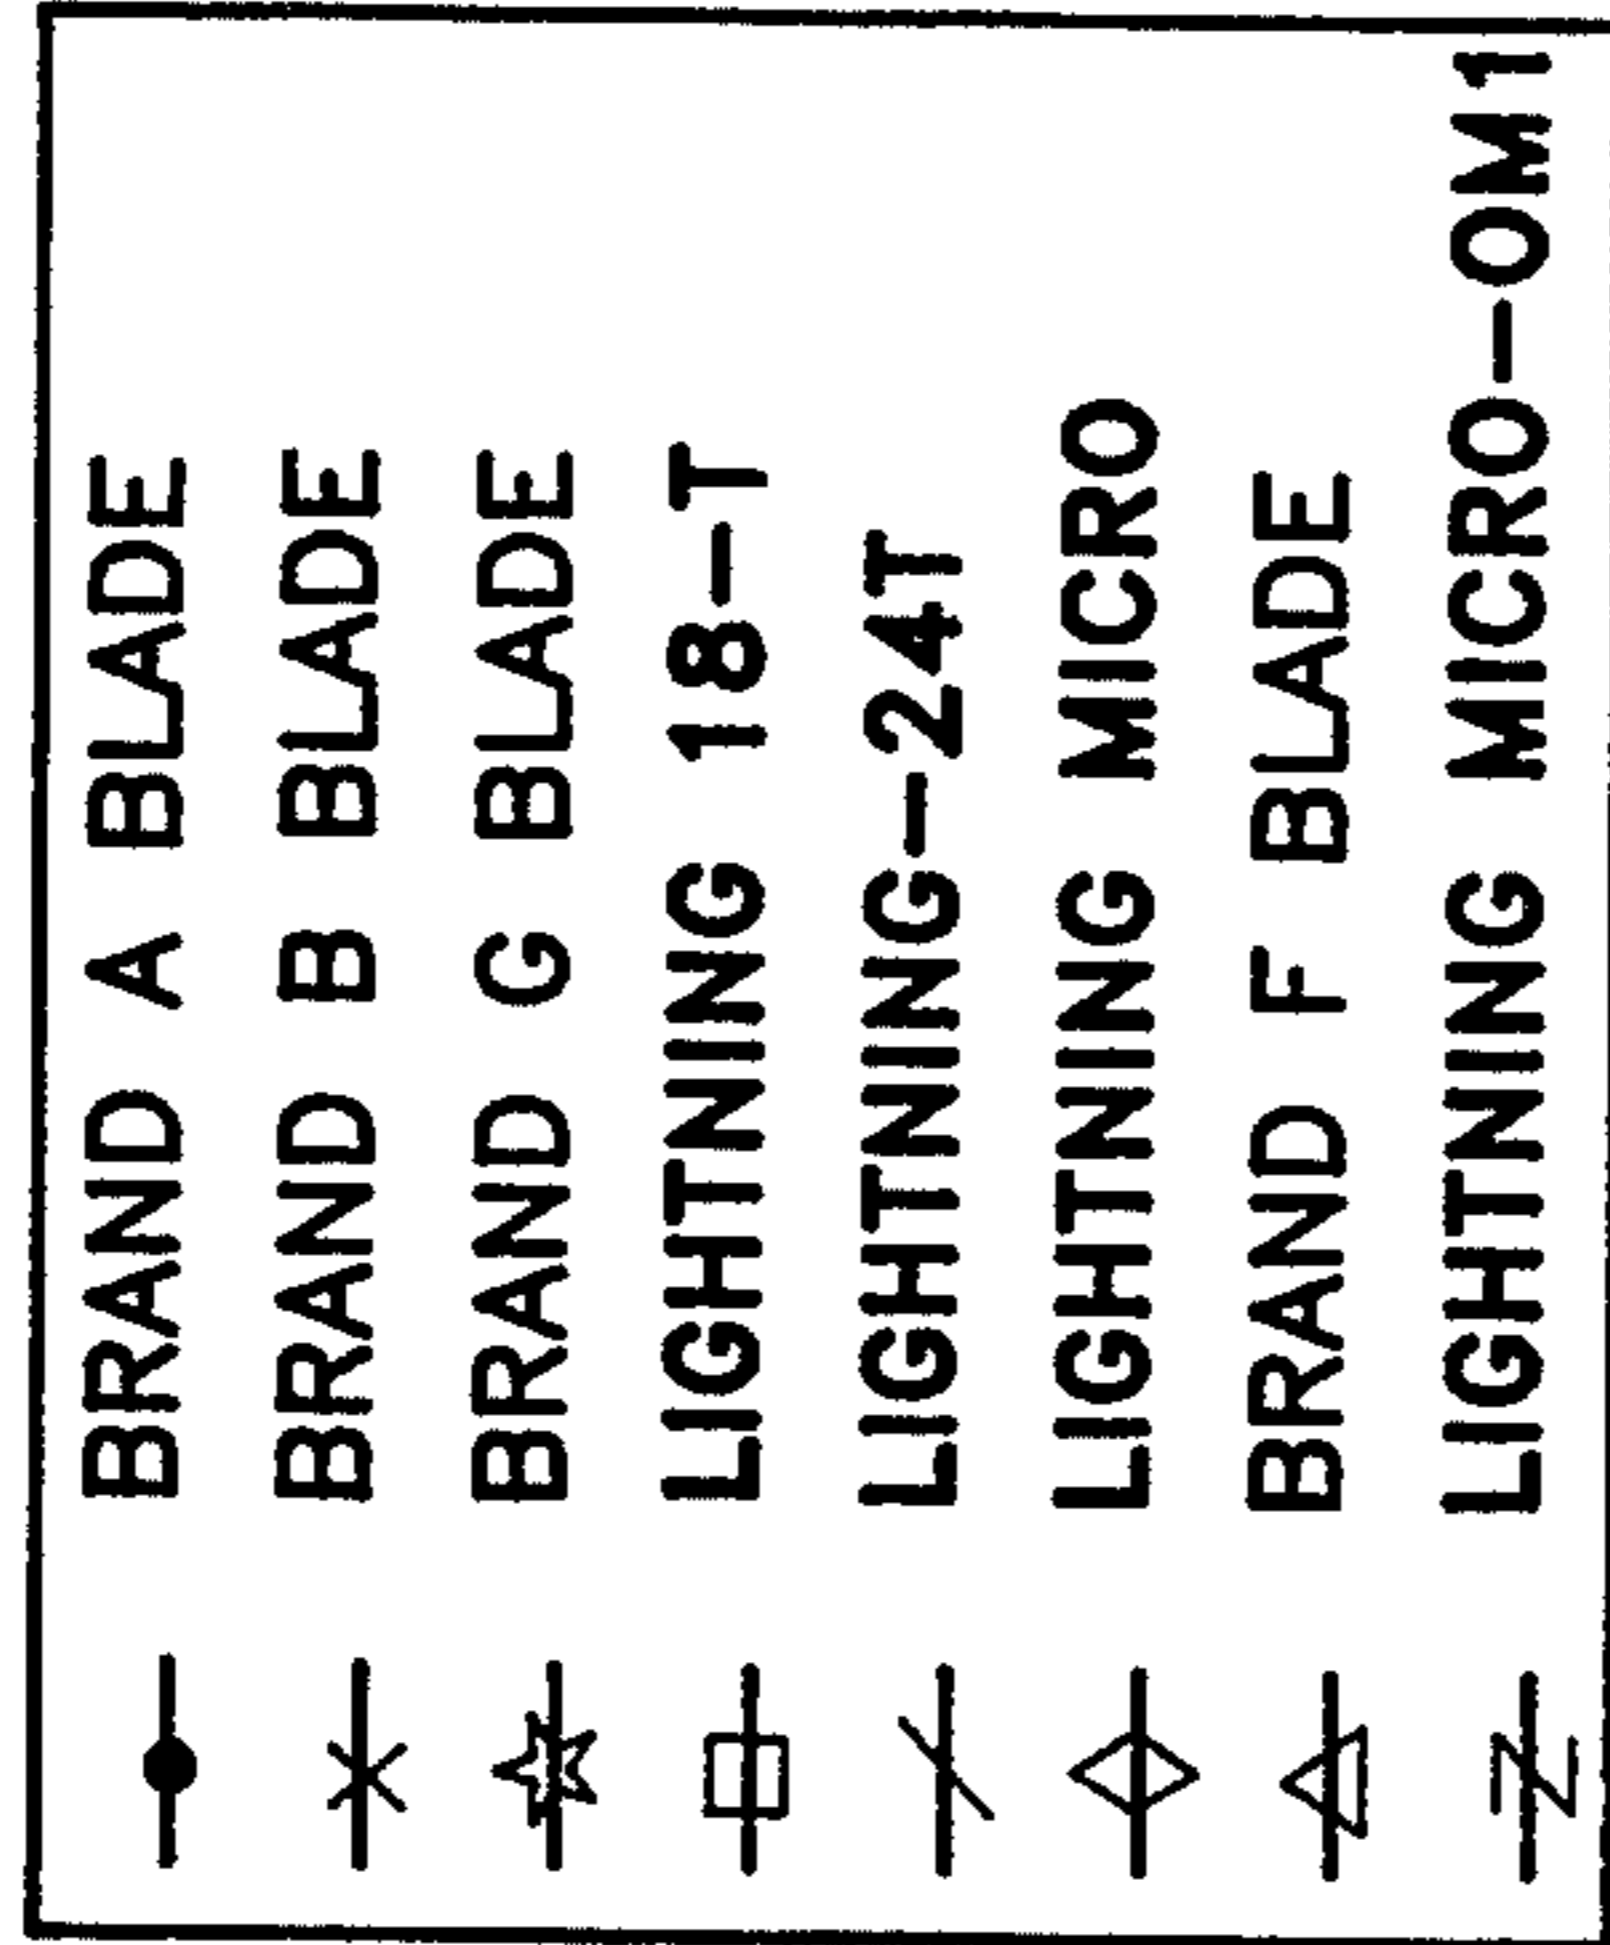 BRAND A BLADE
BRAND B BLADE
BRAND G BLADE
LIGHTNING 18-T
LIGHTNING-24T
LIGHTNING MICRO
BRAND F BLADE
LIGHTNING MICRO-OM1